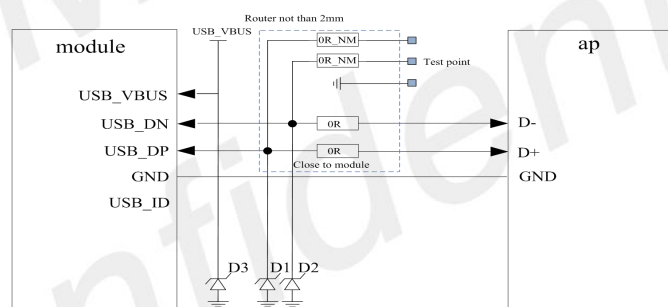 Router not than 2mm
USB_VBUS
0R_NM
module
ap
0R_NM
Test point
USB_VBUS
USB_DN
0R
D-
USB_DP
0R
D+
Close to module
GND
GND
USB_ID
D3
D1
D2